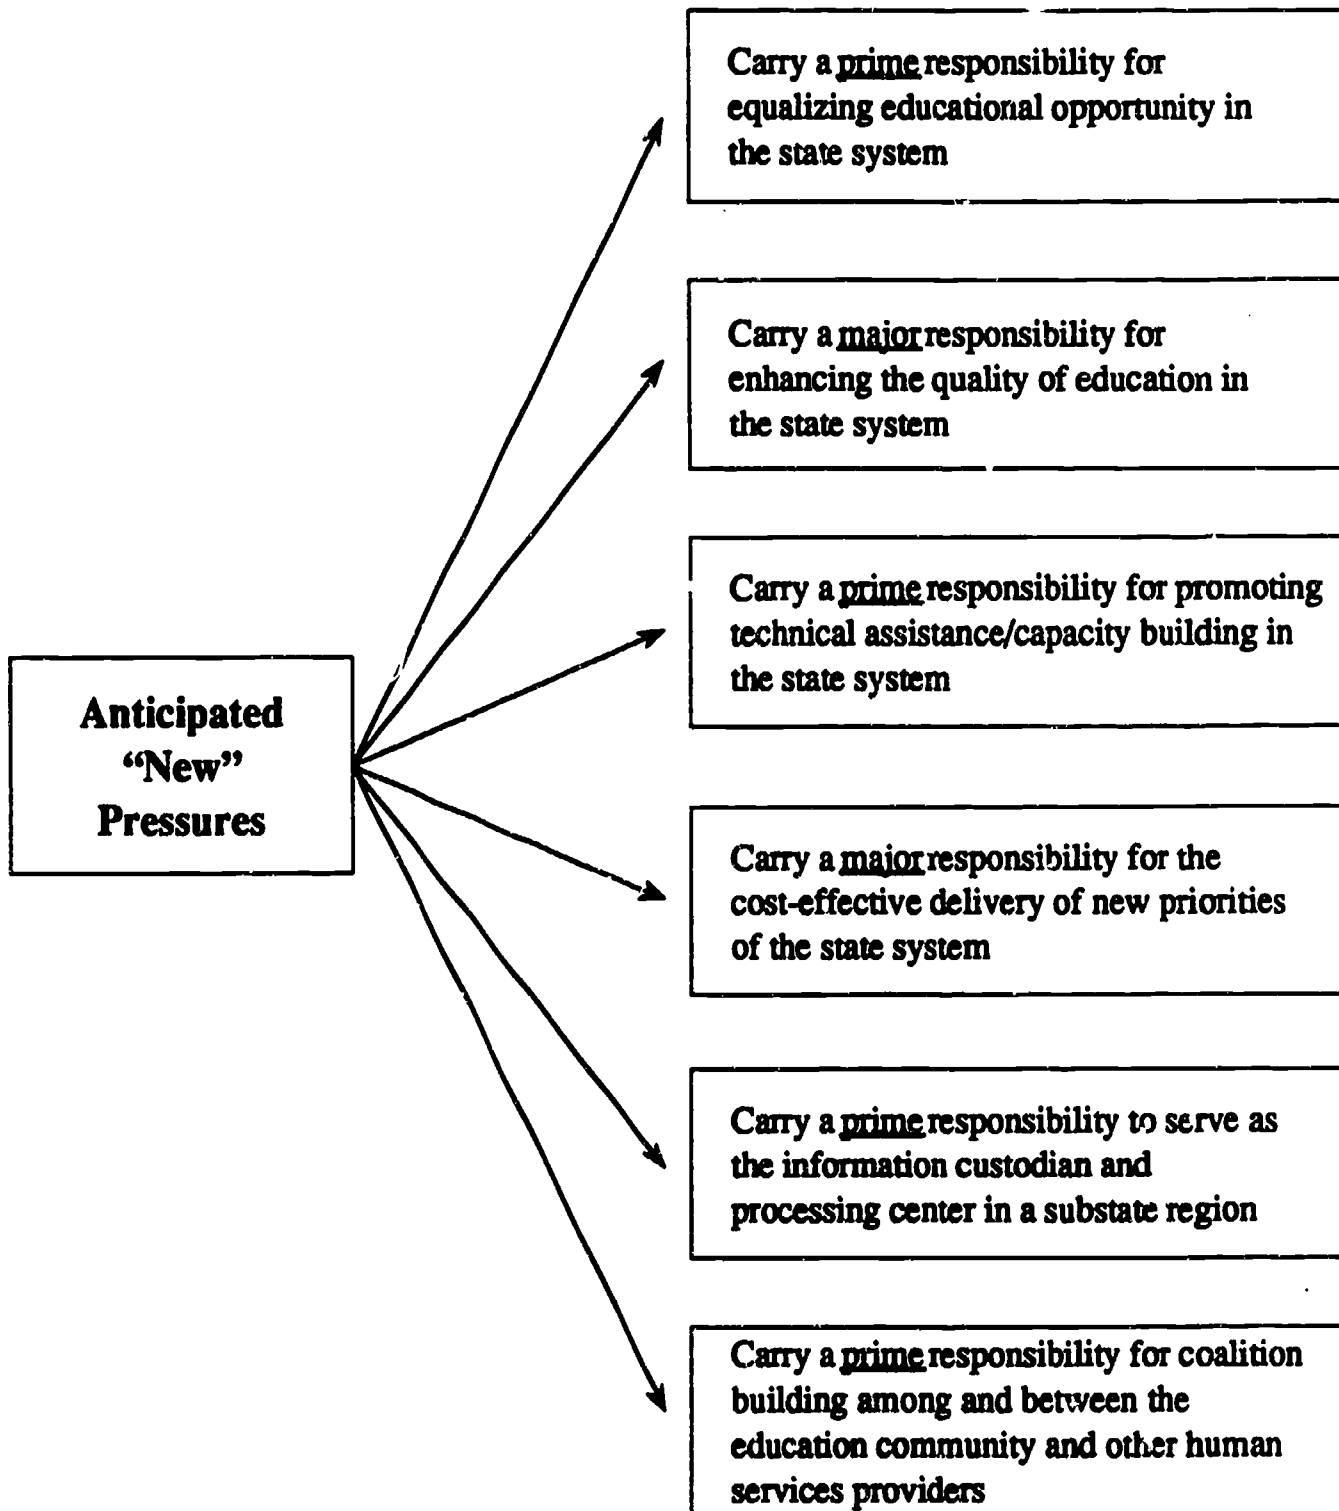 Carry a prime responsibility for
equalizing educational opportunity in
the state system
Carry a major responsibility for
enhancing the quality of education in
the state system
Carry a prime responsibility for promoting
technical assistance/capacity building in
the state system
Anticipated
“New”
Pressures
Carry a major responsibility for the
cost-effective delivery of new priorities
of the state system
Carry a prime responsibility to serve as
the information custodian and
processing center in a substate region
Carry a prime responsibility for coalition
building among and between the
education community and other human
services providers